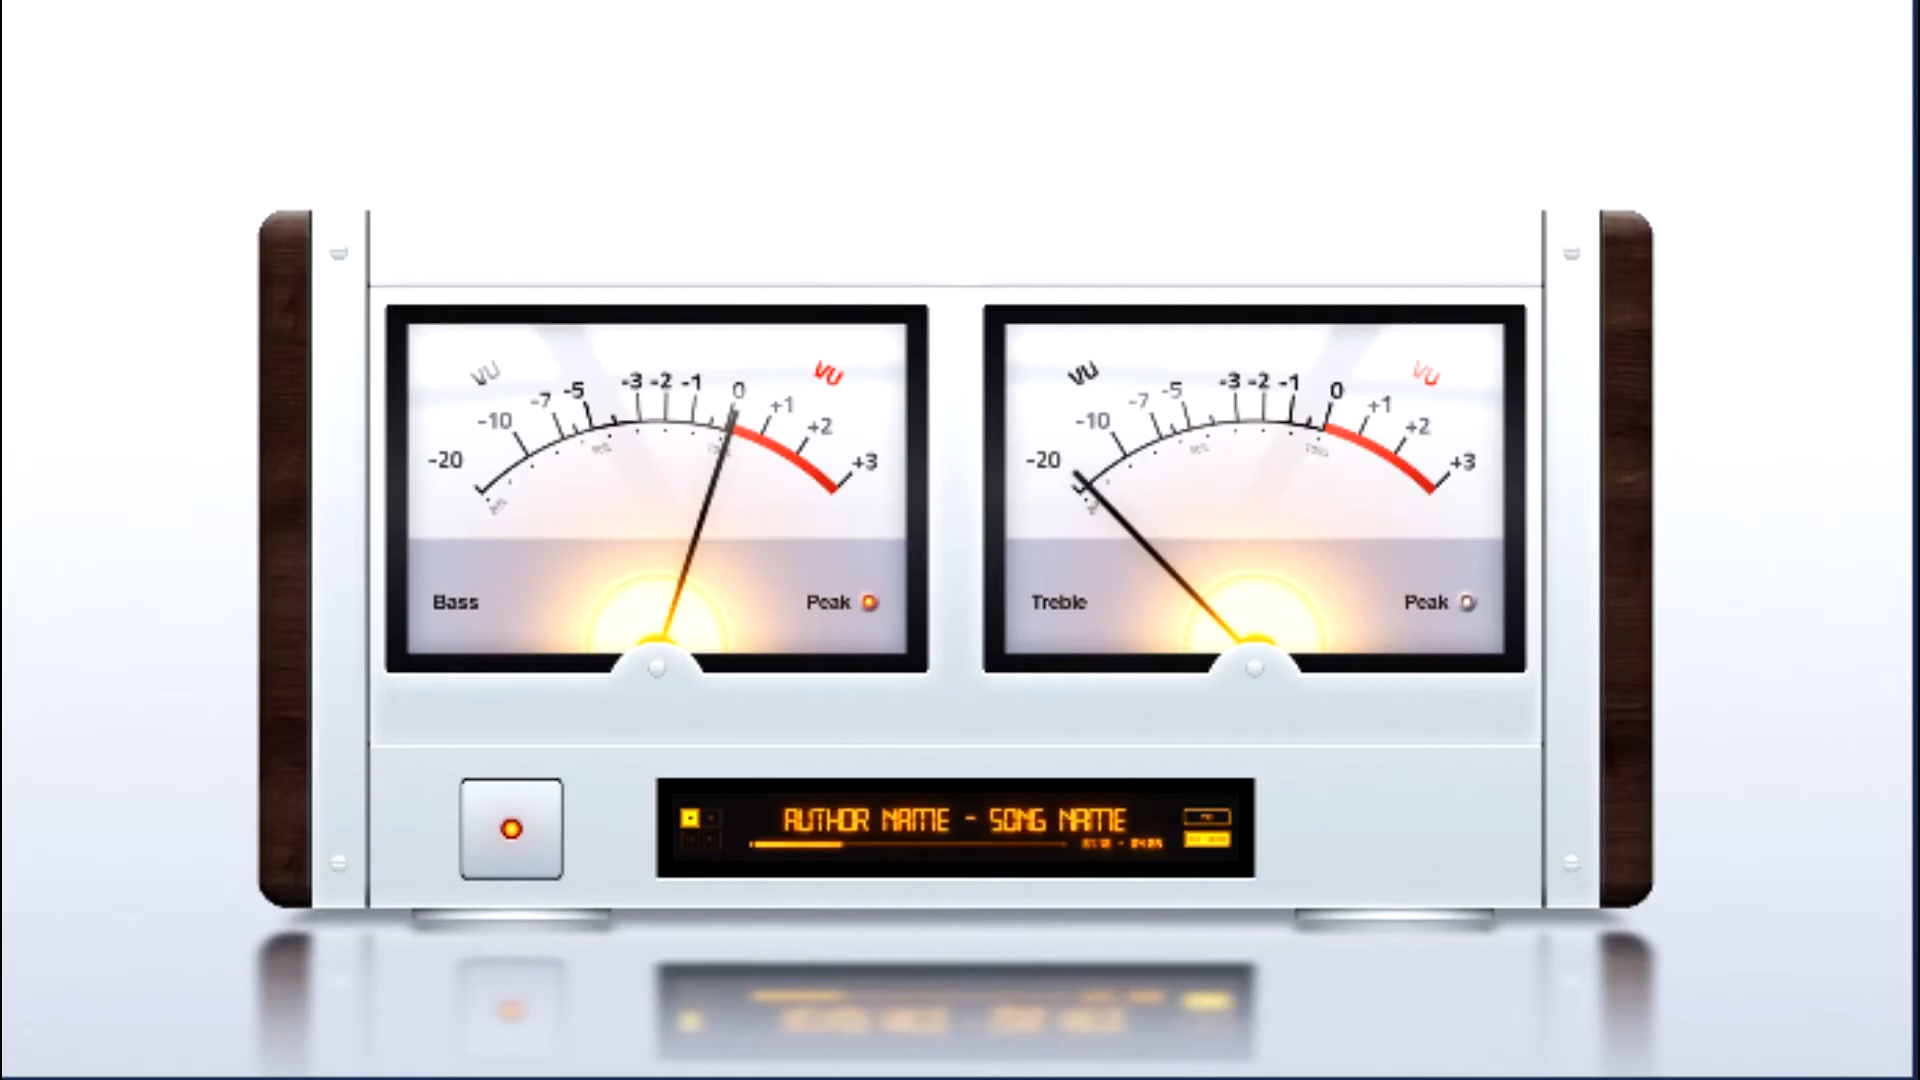 VU VU
-20 -10 -7 -5 -3 -2 -1 0 +1 +2 +3
Bass Peak
VU VU
-20 -10 -7 -5 -3 -2 -1 0 +1 +2 +3
Treble Peak
AUTHOR NAME - SONG NAME